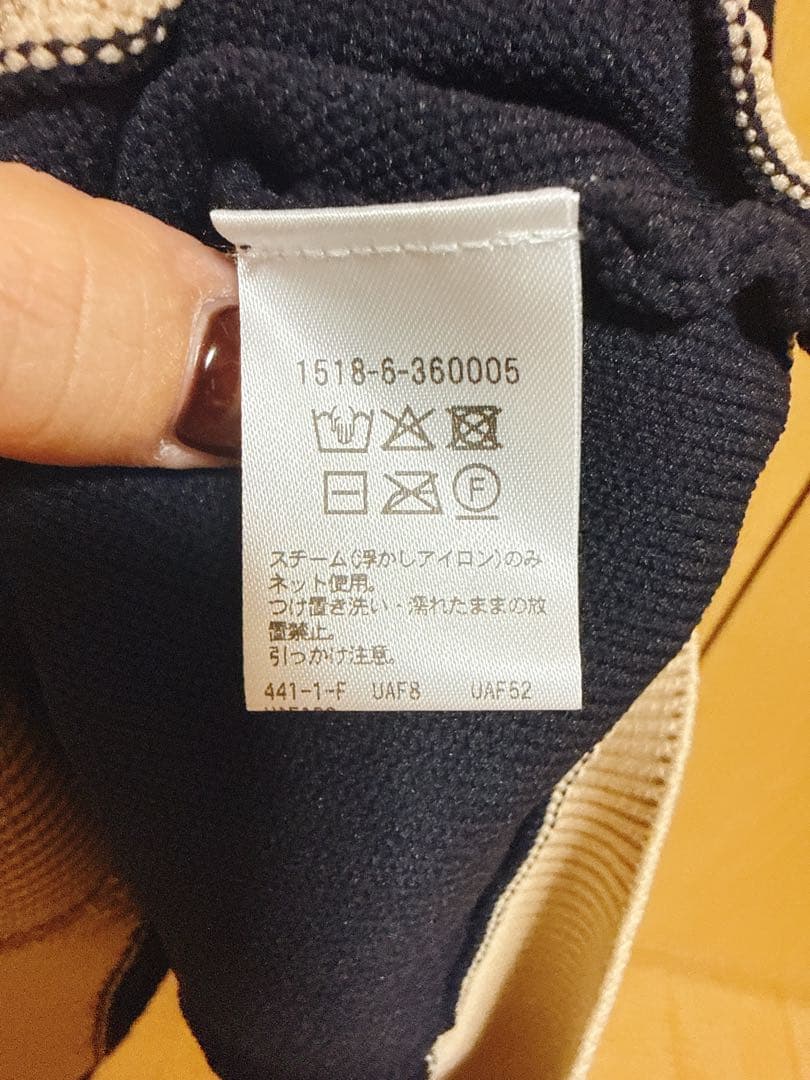 1518-6-360005
F
スチーム(浮かしアイロン)のみ
ネット使用。
つけ置き洗い・濡れたままの放
置禁止。
引っかけ注意。
441-1-F UAF8 UAF52